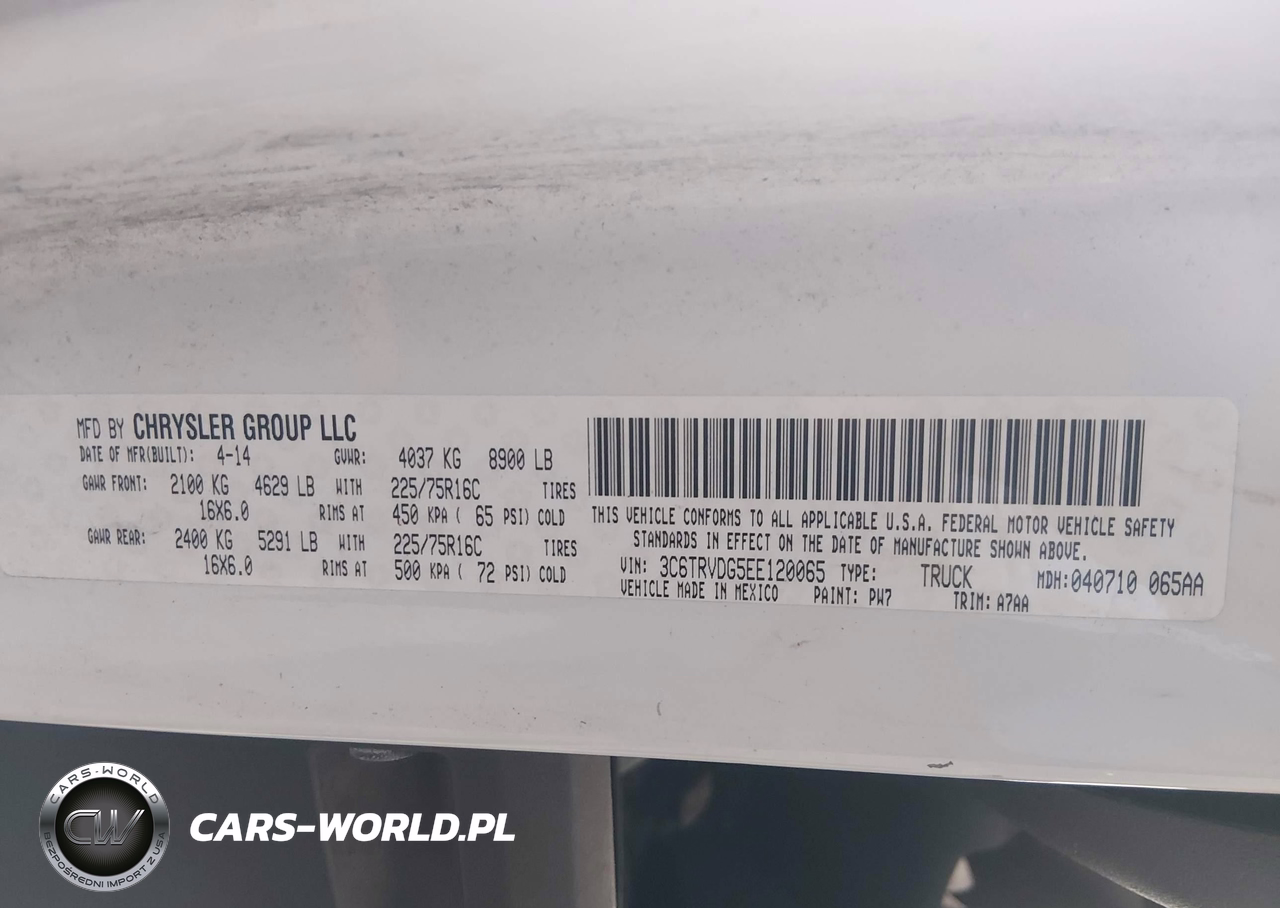 MFD BY CHRYSLER GROUP LLC
DATE OF MFR(BUILT): 4-14 GVWR: 4037 KG 8900 LB
GAWR FRONT: 2100 KG 4629 LB WITH 225/75R16C TIRES
16X6.0 RIMS AT 450 KPA ( 65 PSI) COLD
GAWR REAR: 2400 KG 5291 LB WITH 225/75R16C TIRES
16X6.0 RIMS AT 500 KPA ( 72 PSI) COLD
THIS VEHICLE CONFORMS TO ALL APPLICABLE U.S.A. FEDERAL MOTOR VEHICLE SAFETY
STANDARDS IN EFFECT ON THE DATE OF MANUFACTURE SHOWN ABOVE.
VIN: 3C6TRVDG5EE120065 TYPE: TRUCK MDH:040710 065AA
VEHICLE MADE IN MEXICO PAINT: PW7 TRIM: A7AA
CARS-WORLD
CW
BEZPOŚREDNI IMPORT Z USA
CARS-WORLD.PL